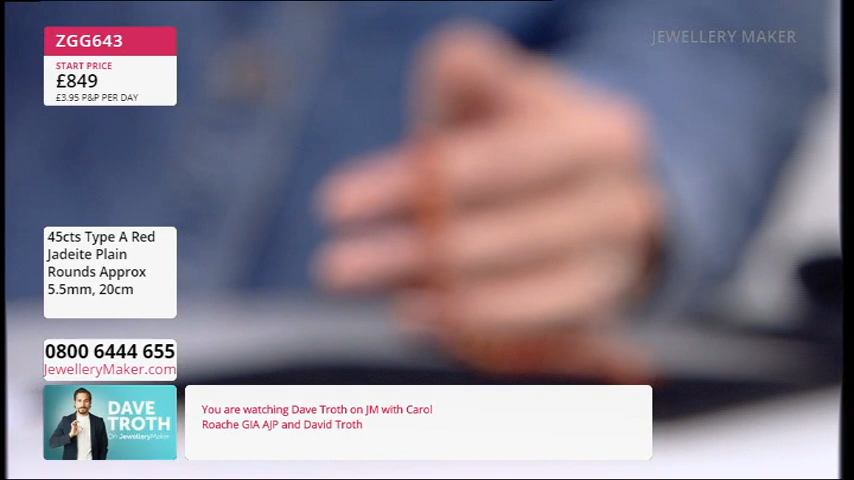 ZGG643
START PRICE
£849
£3.95 P&P PER DAY
JEWELLERY MAKER
45cts Type A Red
Jadeite Plain
Rounds Approx
5.5mm, 20cm
0800 6444 655
JewelleryMaker.com
DAVE
TROTH
On JewelleryMaker
You are watching Dave Troth on JM with Carol
Roache GIA AJP and David Troth